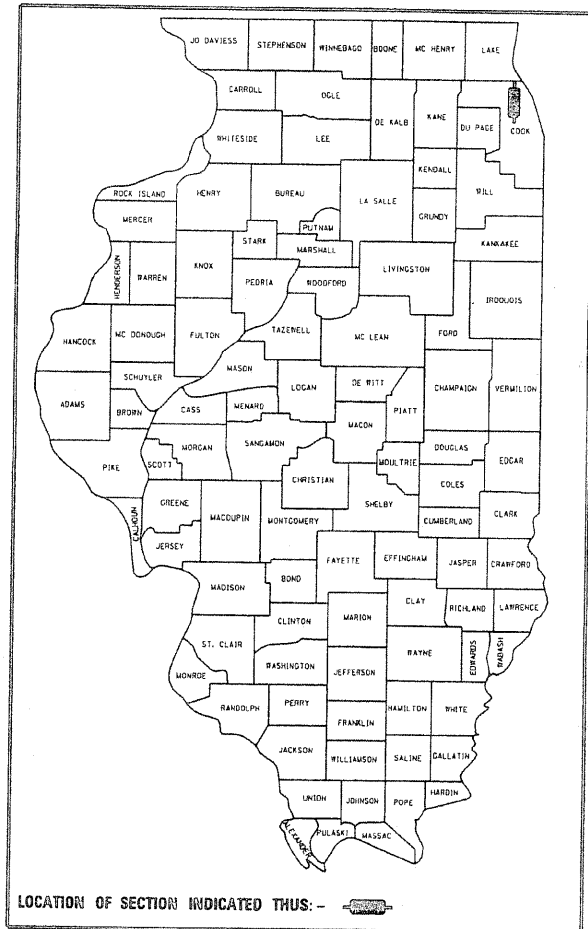 JO DAVIESS STEPHENSON WINNEBAGO BOONE MC HENRY LAKE
CARROLL OGLE DE KALB KANE DU PAGE COOK
WHITESIDE LEE
KENDALL WILL
ROCK ISLAND HENRY BUREAU LA SALLE GRUNDY
MERCER PUTNAM
STARK MARSHALL KANKAKEE
HENDERSON WARREN KNOX PEORIA WOODFORD LIVINGSTON IROQUOIS
HANCOCK MC DONOUGH FULTON TAZEWELL MC LEAN FORD
MASON
SCHUYLER LOGAN DE WITT CHAMPAIGN VERMILION
ADAMS BROWN CASS MENARD MACON PIATT
MORGAN SANGAMON DOUGLAS
PIKE SCOTT CHRISTIAN MOULTRIE COLES EDGAR
GREENE MACOUPIN MONTGOMERY SHELBY
CALHOUN CUMBERLAND CLARK
JERSEY FAYETTE EFFINGHAM JASPER CRAWFORD
MADISON BOND
CLAY RICHLAND LAWRENCE
CLINTON MARION
ST. CLAIR WAYNE EDWARDS WABASH
MONROE WASHINGTON JEFFERSON
RANDOLPH PERRY HAMILTON WHITE
FRANKLIN
JACKSON WILLIAMSON SALINE GALLATIN
UNION JOHNSON POPE HARDIN
ALEXANDER PULASKI MASSAC
LOCATION OF SECTION INDICATED THUS: -